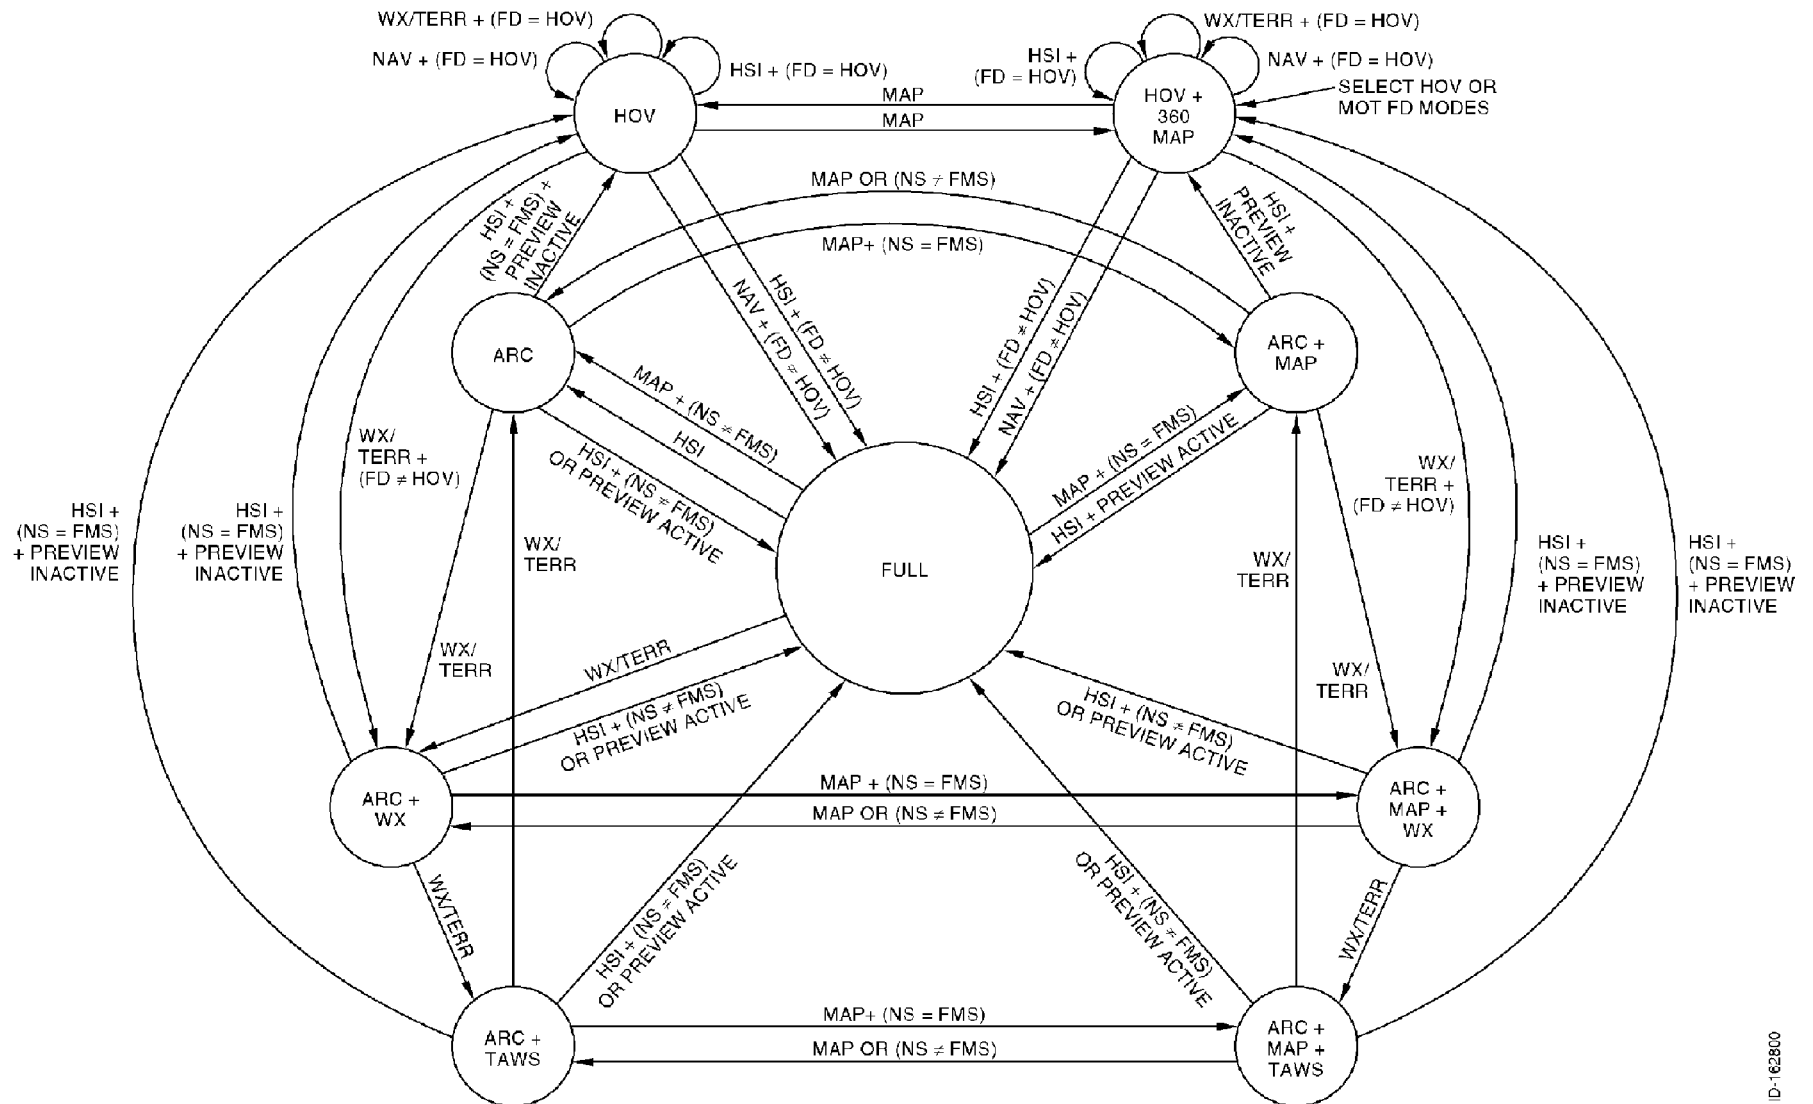 WX/TERR + (FD = HOV)
NAV + (FD = HOV)
HSI + (FD = HOV)
HOV
MAP
MAP
WX/TERR + (FD = HOV)
HSI +
(FD = HOV)
NAV + (FD = HOV)
HOV +
360
MAP
SELECT HOV OR
MOT FD MODES
HSI +
(NS = FMS) +
PREVIEW
INACTIVE
MAP OR (NS ≠ FMS)
MAP+ (NS = FMS)
HSI +
PREVIEW
INACTIVE
HSI + (FD ≠ HOV)
NAV + (FD ≠ HOV)
HSI + (FD ≠ HOV)
NAV + (FD ≠ HOV)
ARC
ARC +
MAP
MAP + (NS ≠ FMS)
HSI
HSI + (NS ≠ FMS)
OR PREVIEW ACTIVE
MAP + (NS = FMS)
HSI + PREVIEW ACTIVE
WX/
TERR +
(FD ≠ HOV)
WX/
TERR +
(FD ≠ HOV)
HSI +
(NS = FMS)
+ PREVIEW
INACTIVE
HSI +
(NS = FMS)
+ PREVIEW
INACTIVE
WX/
TERR
FULL
WX/
TERR
HSI +
(NS = FMS)
+ PREVIEW
INACTIVE
HSI +
(NS = FMS)
+ PREVIEW
INACTIVE
WX/
TERR
WX/TERR
HSI + (NS ≠ FMS)
OR PREVIEW ACTIVE
HSI + (NS ≠ FMS)
OR PREVIEW ACTIVE
WX/
TERR
ARC +
WX
MAP + (NS = FMS)
MAP OR (NS ≠ FMS)
ARC +
MAP +
WX
WX/TERR
HSI + (NS ≠ FMS)
OR PREVIEW ACTIVE
HSI + (NS ≠ FMS)
OR PREVIEW ACTIVE
WX/TERR
ARC +
TAWS
MAP+ (NS = FMS)
MAP OR (NS ≠ FMS)
ARC +
MAP +
TAWS
ID-162800